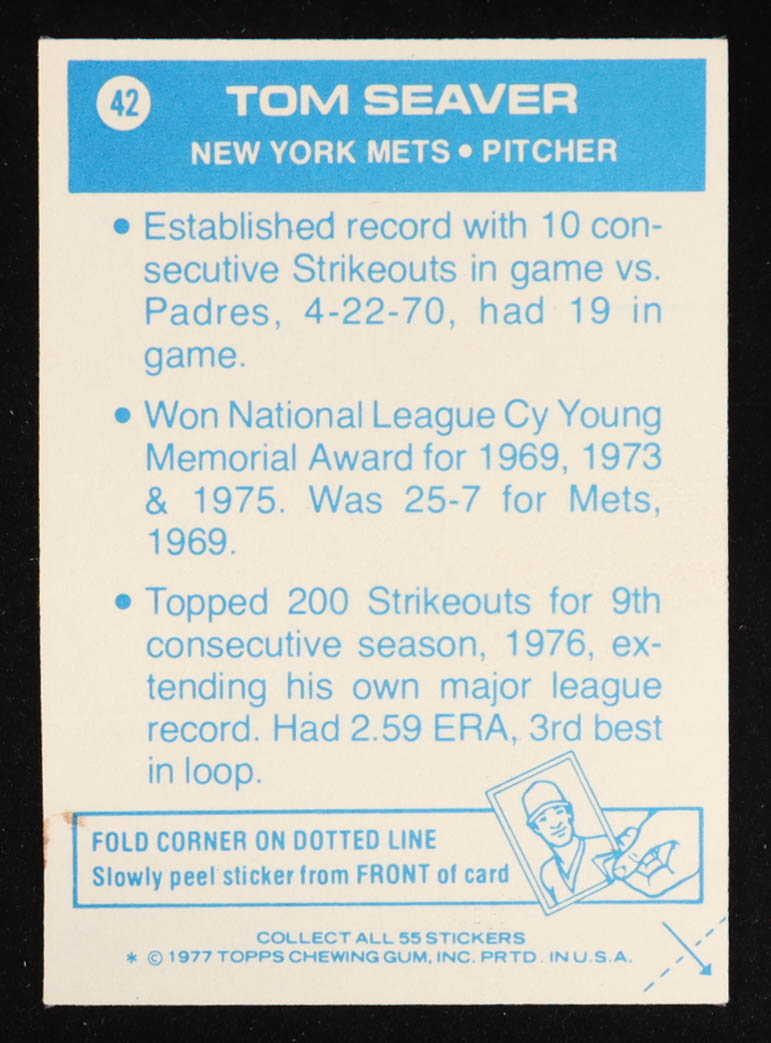 42
TOM SEAVER
NEW YORK METS • PITCHER
• Established record with 10 con-
secutive Strikeouts in game vs.
Padres, 4-22-70, had 19 in
game.
• Won National League Cy Young
Memorial Award for 1969, 1973
& 1975. Was 25-7 for Mets,
1969.
• Topped 200 Strikeouts for 9th
consecutive season, 1976, ex-
tending his own major league
record. Had 2.59 ERA, 3rd best
in loop.
FOLD CORNER ON DOTTED LINE
Slowly peel sticker from FRONT of card
COLLECT ALL 55 STICKERS
* © 1977 TOPPS CHEWING GUM, INC. PRTD. IN U.S.A.